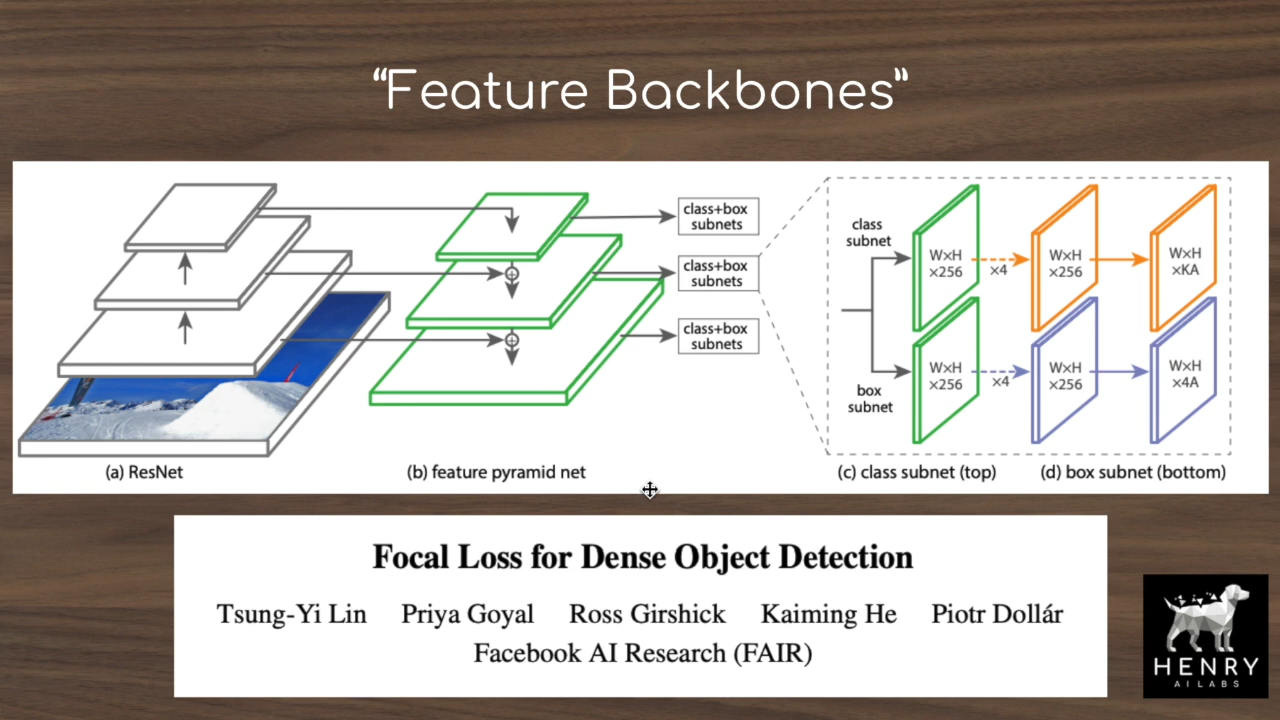 “Feature Backbones”
class+box
subnets
class+box
subnets
class+box
subnets
(a) ResNet
(b) feature pyramid net
class
subnet
W×H
×256
×4
W×H
×256
W×H
×KA
box
subnet
W×H
×256
×4
W×H
×256
W×H
×4A
(c) class subnet (top)
(d) box subnet (bottom)
Focal Loss for Dense Object Detection
Tsung-Yi Lin Priya Goyal Ross Girshick Kaiming He Piotr Dollár
Facebook AI Research (FAIR)
HENRY
AI LABS